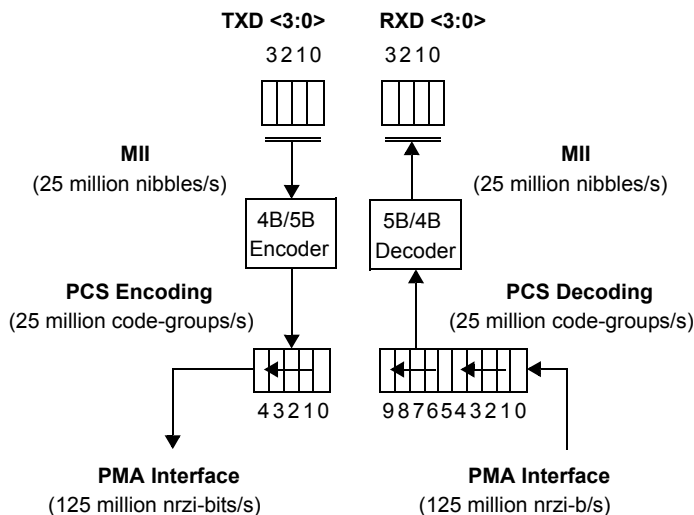 TXD <3:0> RXD <3:0>
3210 3210
MII MII
(25 million nibbles/s) (25 million nibbles/s)
4B/5B 5B/4B
Encoder Decoder
PCS Encoding PCS Decoding
(25 million code-groups/s) (25 million code-groups/s)
43210 9876543210
PMA Interface PMA Interface
(125 million nrzi-bits/s) (125 million nrzi-b/s)